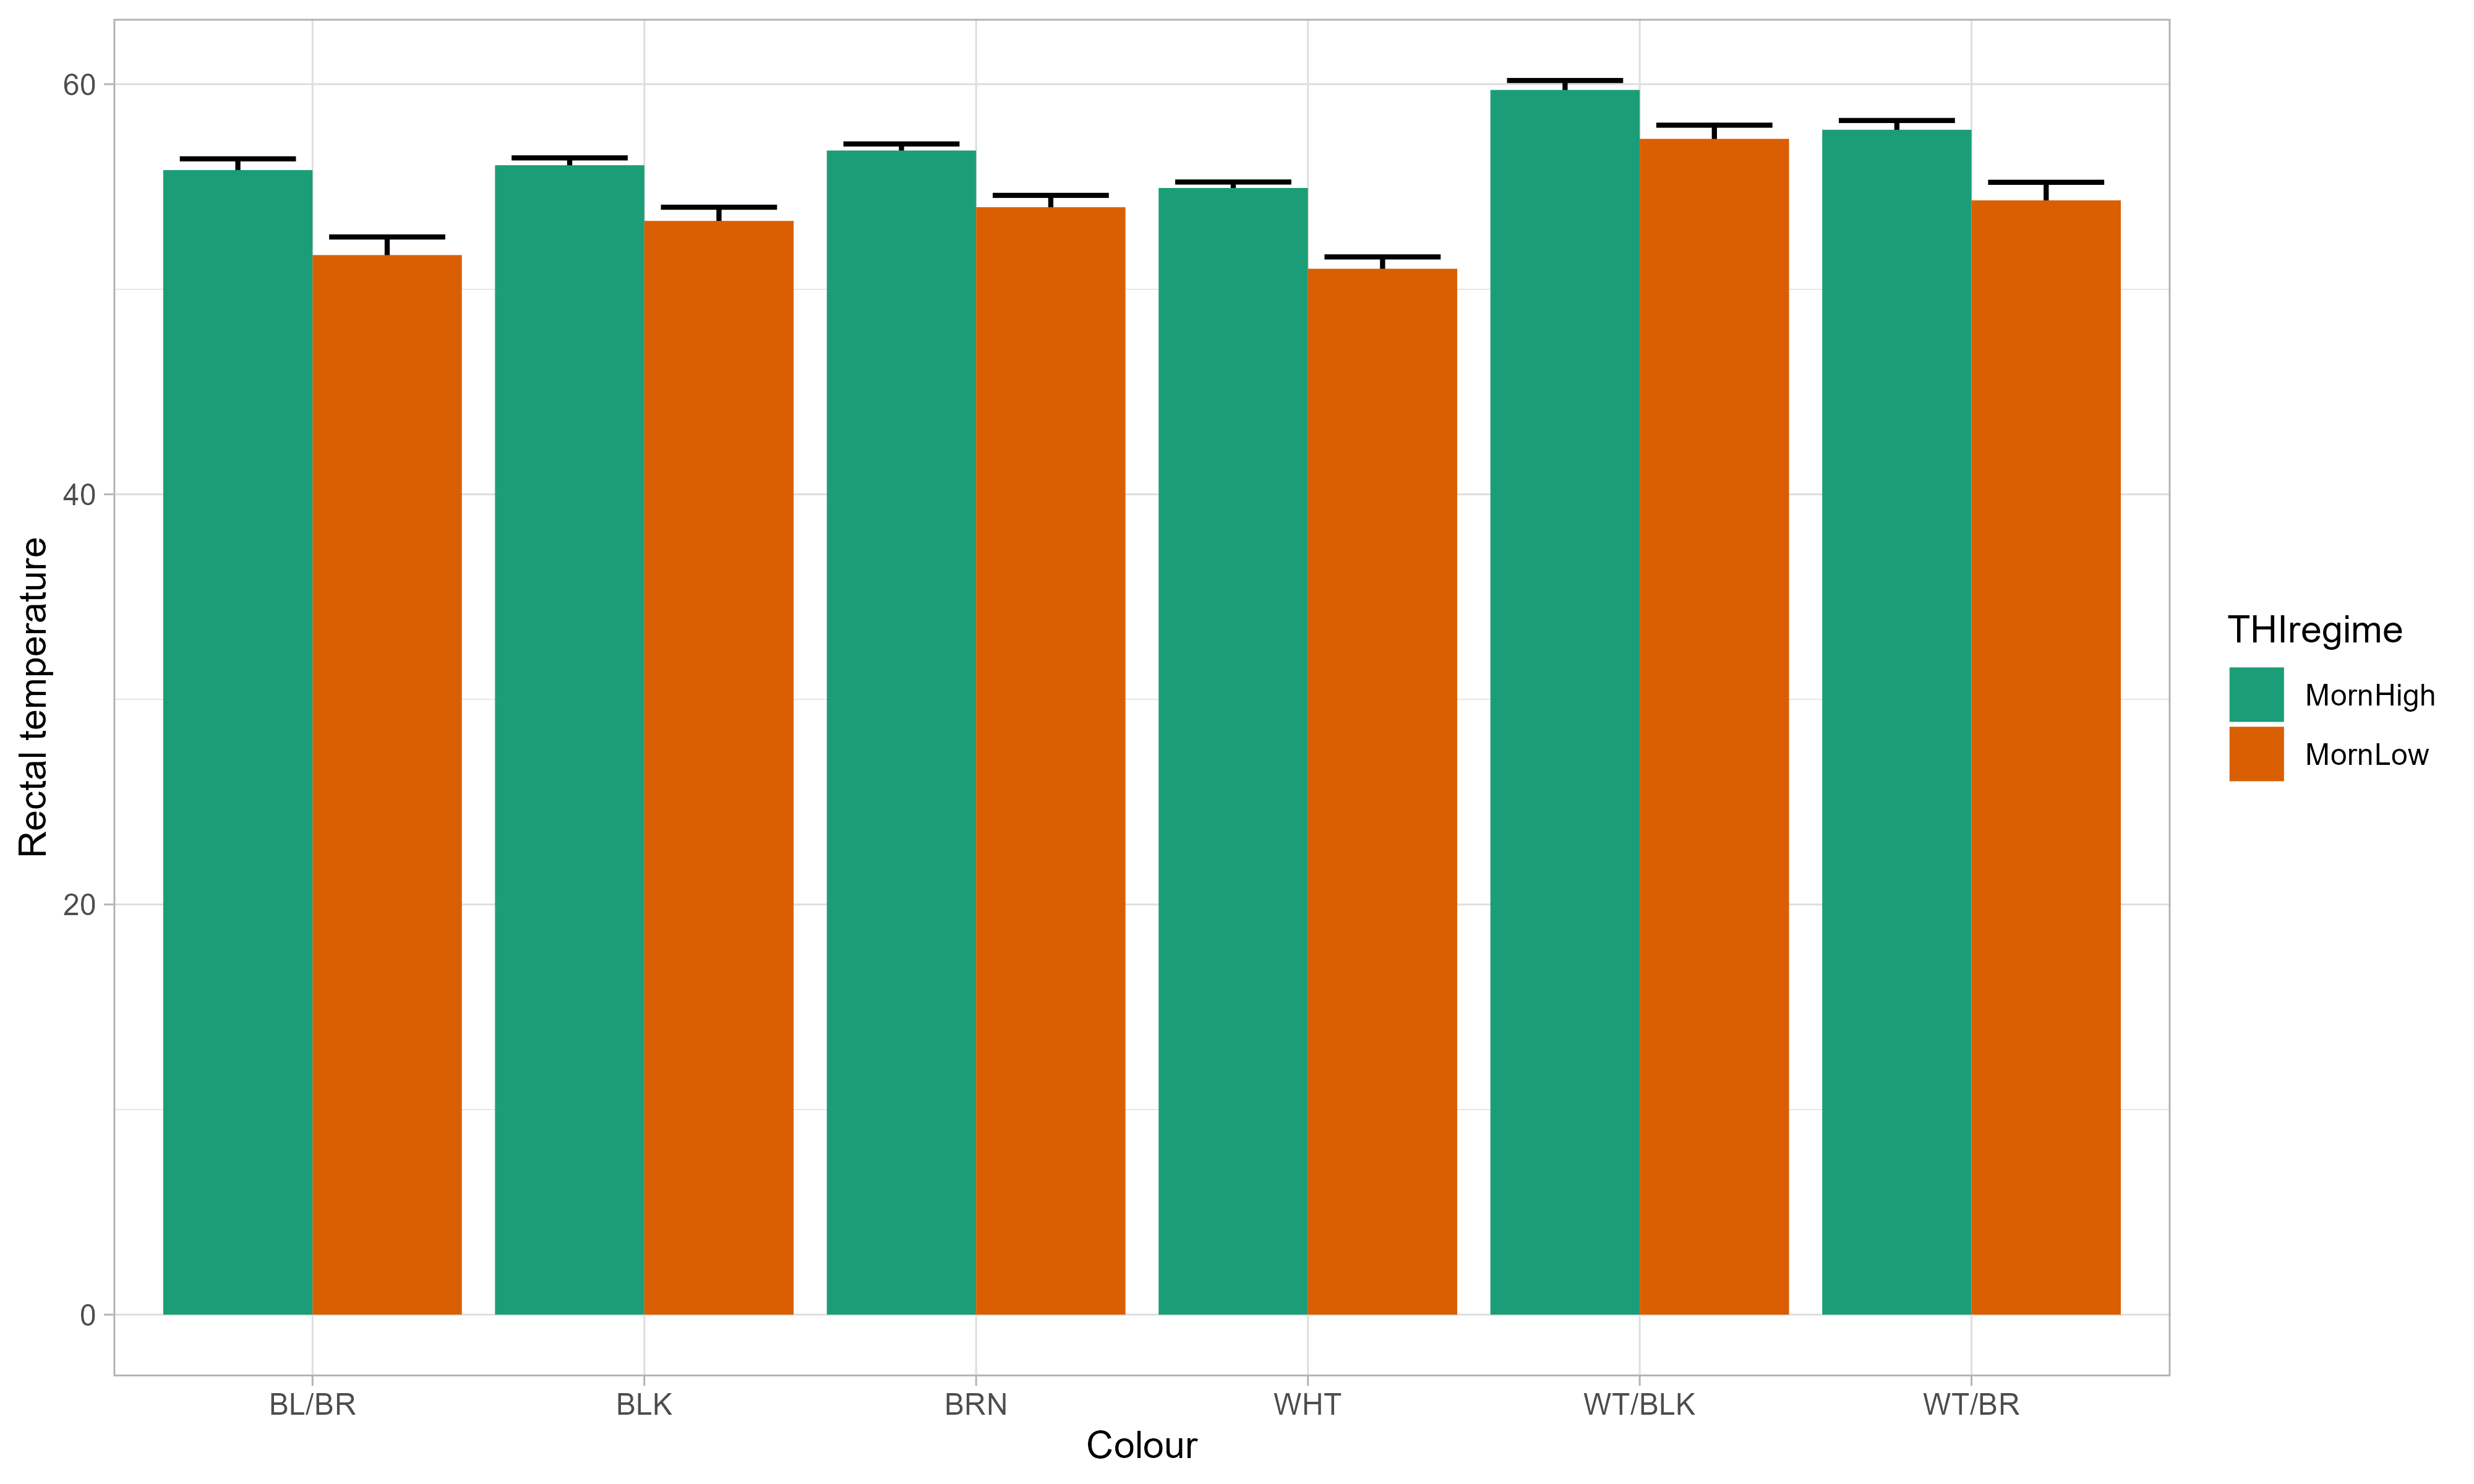 60
40
20
0
Rectal temperature
BL/BR
BLK
BRN
WHT
WT/BLK
WT/BR
Colour
THIregime
MornHigh
MornLow